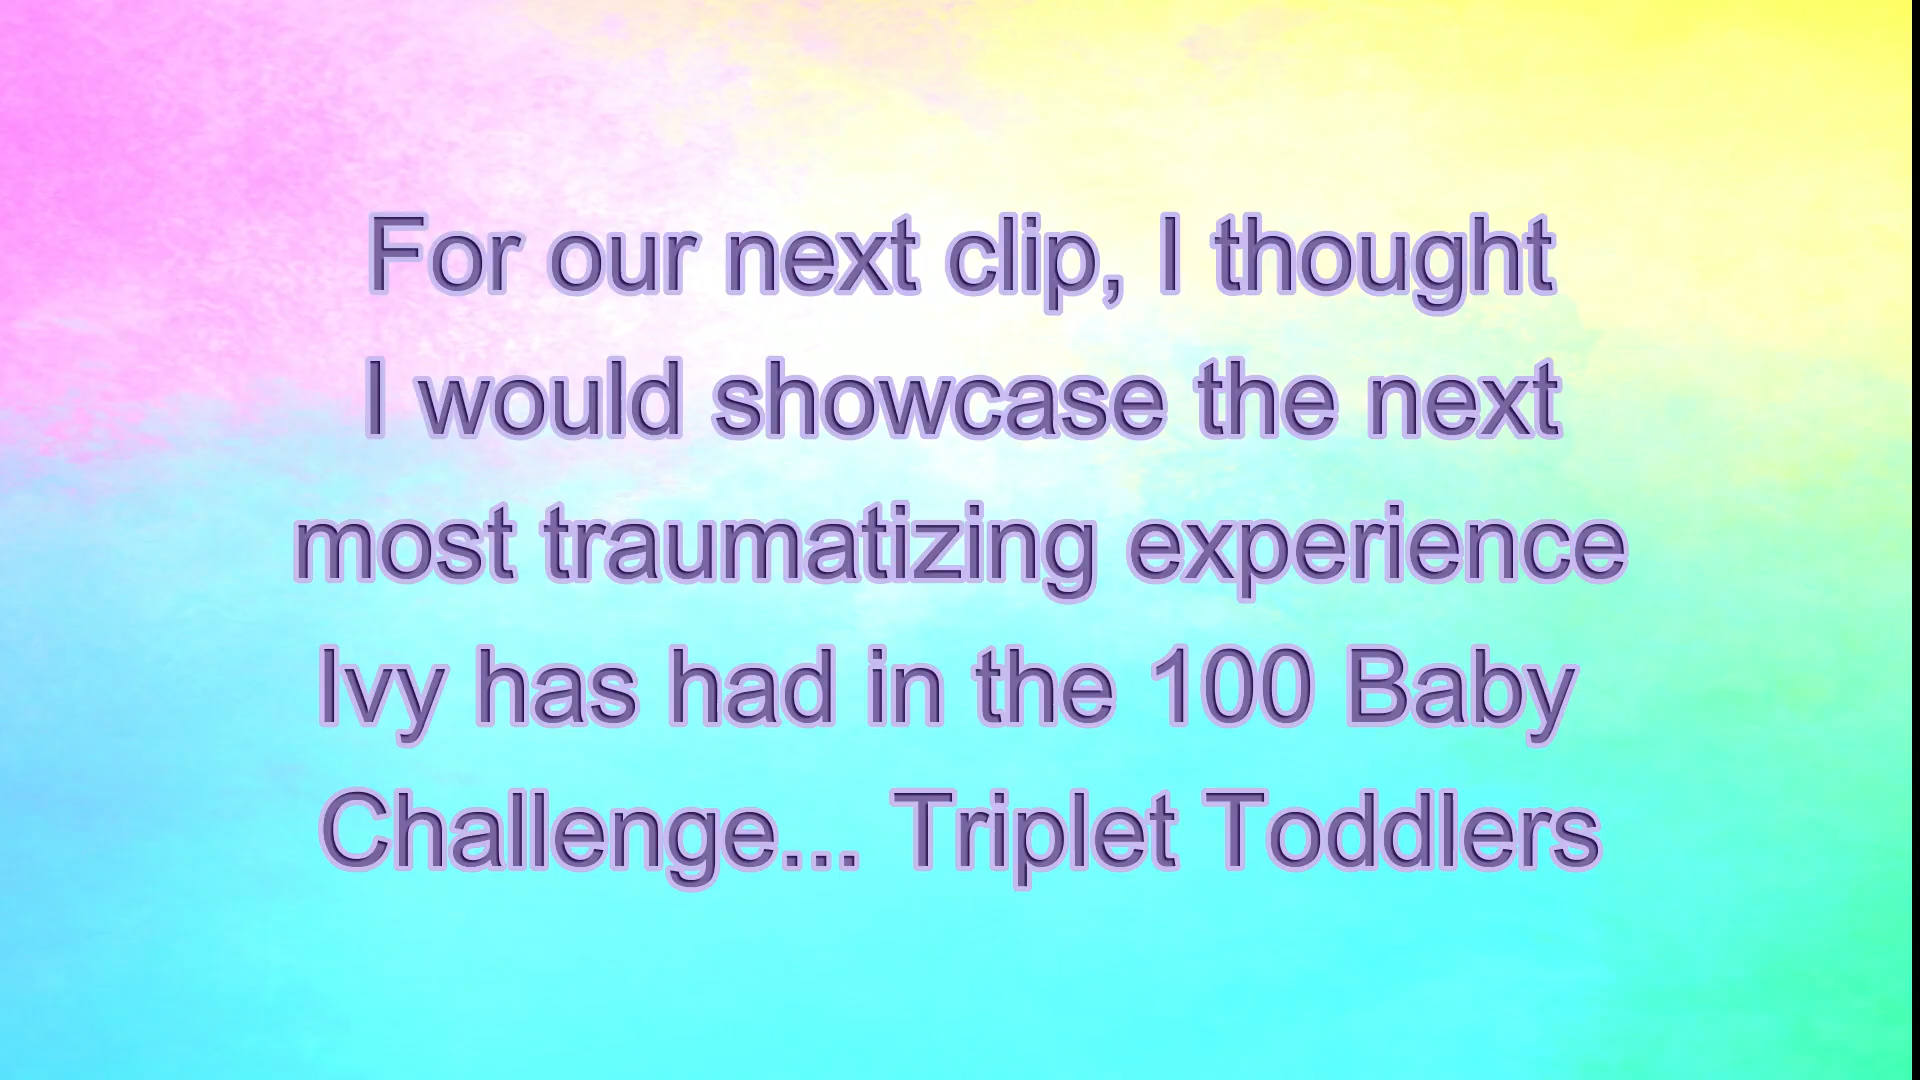 For our next clip, I thought
I would showcase the next
most traumatizing experience
Ivy has had in the 100 Baby
Challenge... Triplet Toddlers